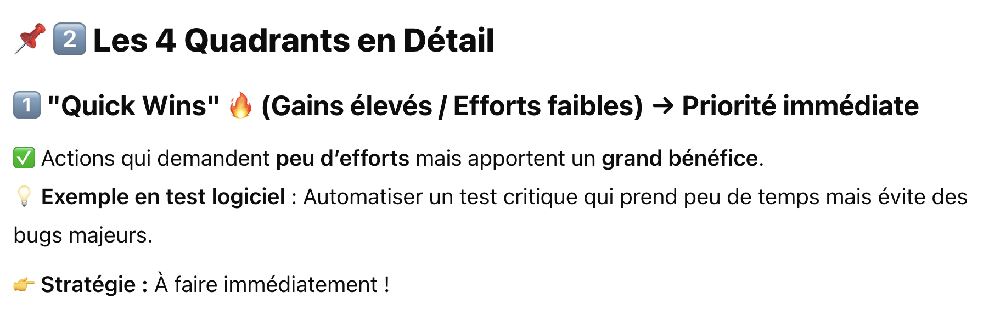 📌 2️⃣ Les 4 Quadrants en Détail
1️⃣ "Quick Wins" 🔥 (Gains élevés / Efforts faibles) → Priorité immédiate
✅ Actions qui demandent peu d’efforts mais apportent un grand bénéfice.
💡 Exemple en test logiciel : Automatiser un test critique qui prend peu de temps mais évite des
bugs majeurs.
👉 Stratégie : À faire immédiatement !